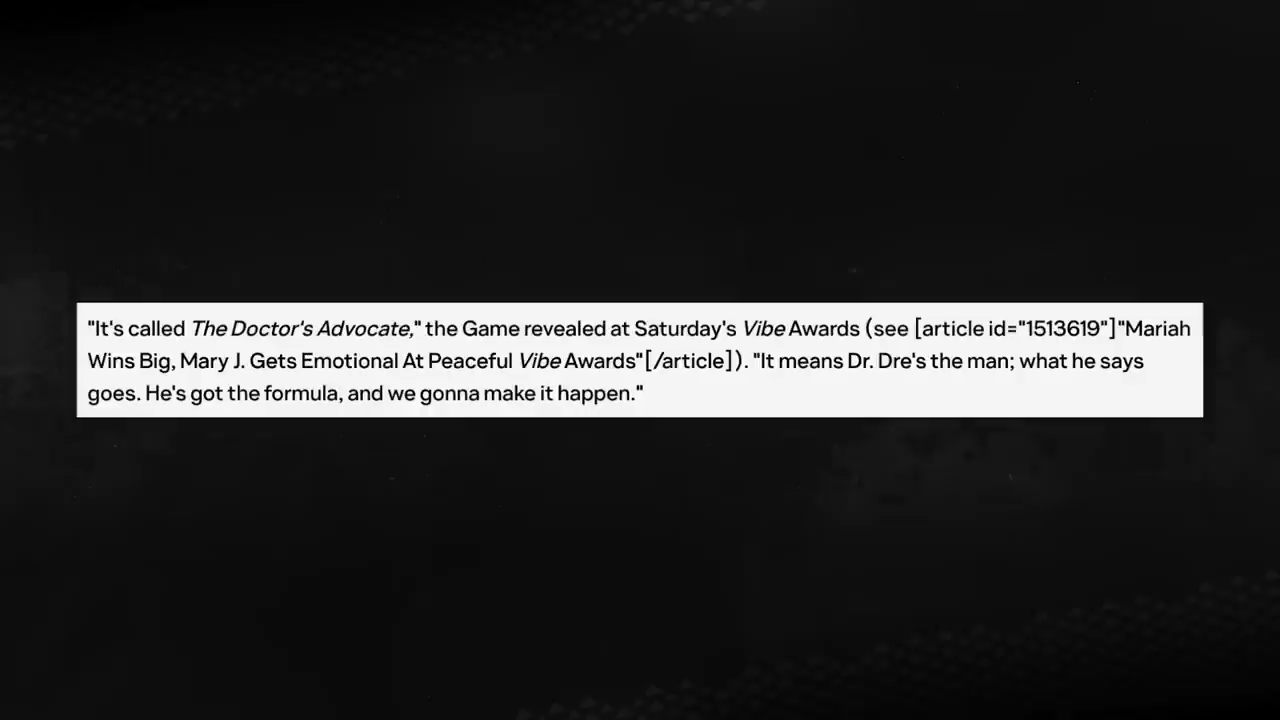 "It's called The Doctor's Advocate," the Game revealed at Saturday's Vibe Awards (see [article id="1513619"]"Mariah
Wins Big, Mary J. Gets Emotional At Peaceful Vibe Awards"[/article]). "It means Dr. Dre's the man; what he says
goes. He's got the formula, and we gonna make it happen."